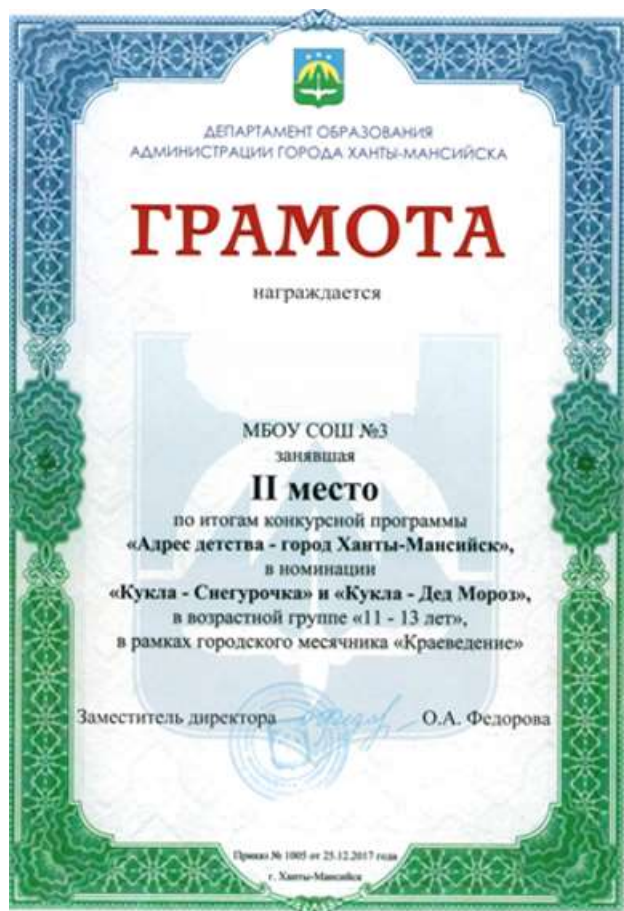 ДЕПАРТАМЕНТ ОБРАЗОВАНИЯ
АДМИНИСТРАЦИИ ГОРОДА ХАНТЫ-МАНСИЙСКА
ГРАМОТА
награждается
МБОУ СОШ №3
занявшая
II место
по итогам конкурсной программы
«Адрес детства - город Ханты-Мансийск»,
в номинации
«Кукла - Снегурочка» и «Кукла - Дед Мороз»,
в возрастной группе «11 - 13 лет»,
в рамках городского месячника «Краеведение»
Заместитель директора О.А. Федорова
Приказ № 1005 от 25.12.2017 года
г. Ханты-Мансийск